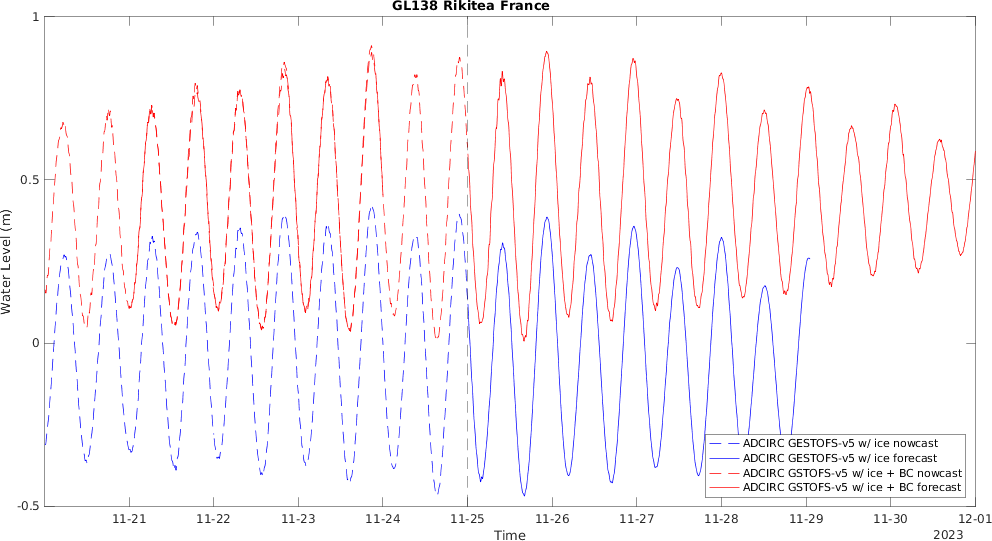 GL138 Rikitea France
1
0.5
0
-0.5
Water Level (m)
11-21
11-22
11-23
11-24
11-25
11-26
11-27
11-28
11-29
11-30
12-01
Time
2023
ADCIRC GESTOFS-v5 w/ ice nowcast
ADCIRC GESTOFS-v5 w/ ice forecast
ADCIRC GSTOFS-v5 w/ ice + BC nowcast
ADCIRC GSTOFS-v5 w/ ice + BC forecast